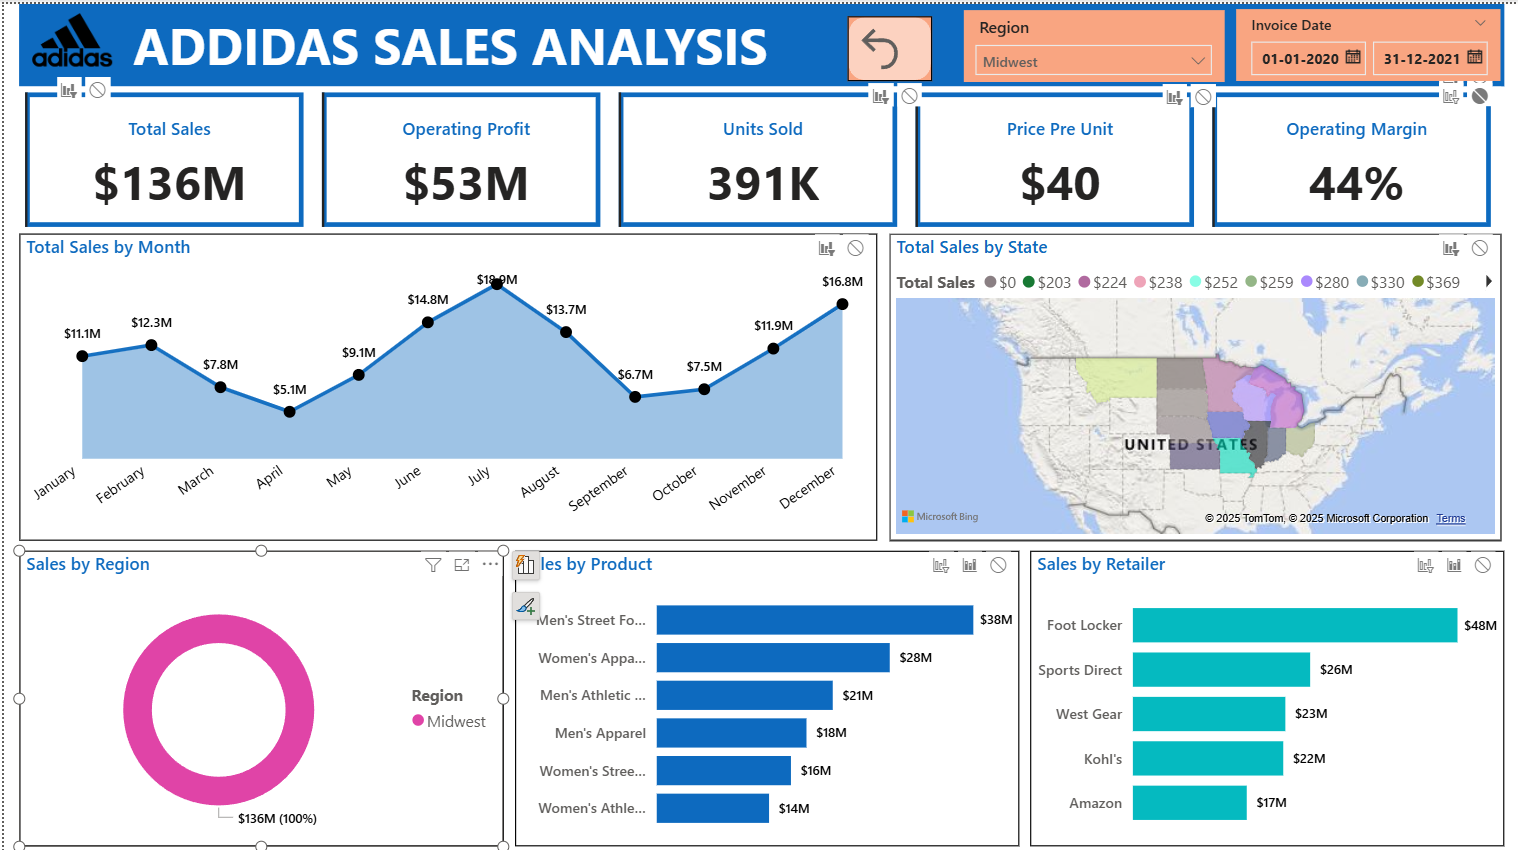 adidas
ADDIDAS SALES ANALYSIS
Region
Midwest
Invoice Date
01-01-2020
31-12-2021
Total Sales
$136M
Operating Profit
$53M
Units Sold
391K
Price Pre Unit
$40
Operating Margin
44%
Total Sales by Month
$11.1M
$12.3M
$7.8M
$5.1M
$9.1M
$14.8M
$18.9M
$13.7M
$6.7M
$7.5M
$11.9M
$16.8M
January
February
March
April
May
June
July
August
September
October
November
December
Total Sales by State
Total Sales
$0
$203
$224
$238
$252
$259
$280
$330
$369
UNITED STATES
Microsoft Bing
© 2025 TomTom, © 2025 Microsoft Corporation Terms
Sales by Region
Region
Midwest
$136M (100%)
les by Product
Men's Street Fo... $38M
Women's Appa... $28M
Men's Athletic ... $21M
Men's Apparel $18M
Women's Stree... $16M
Women's Athle... $14M
Sales by Retailer
Foot Locker $48M
Sports Direct $26M
West Gear $23M
Kohl's $22M
Amazon $17M